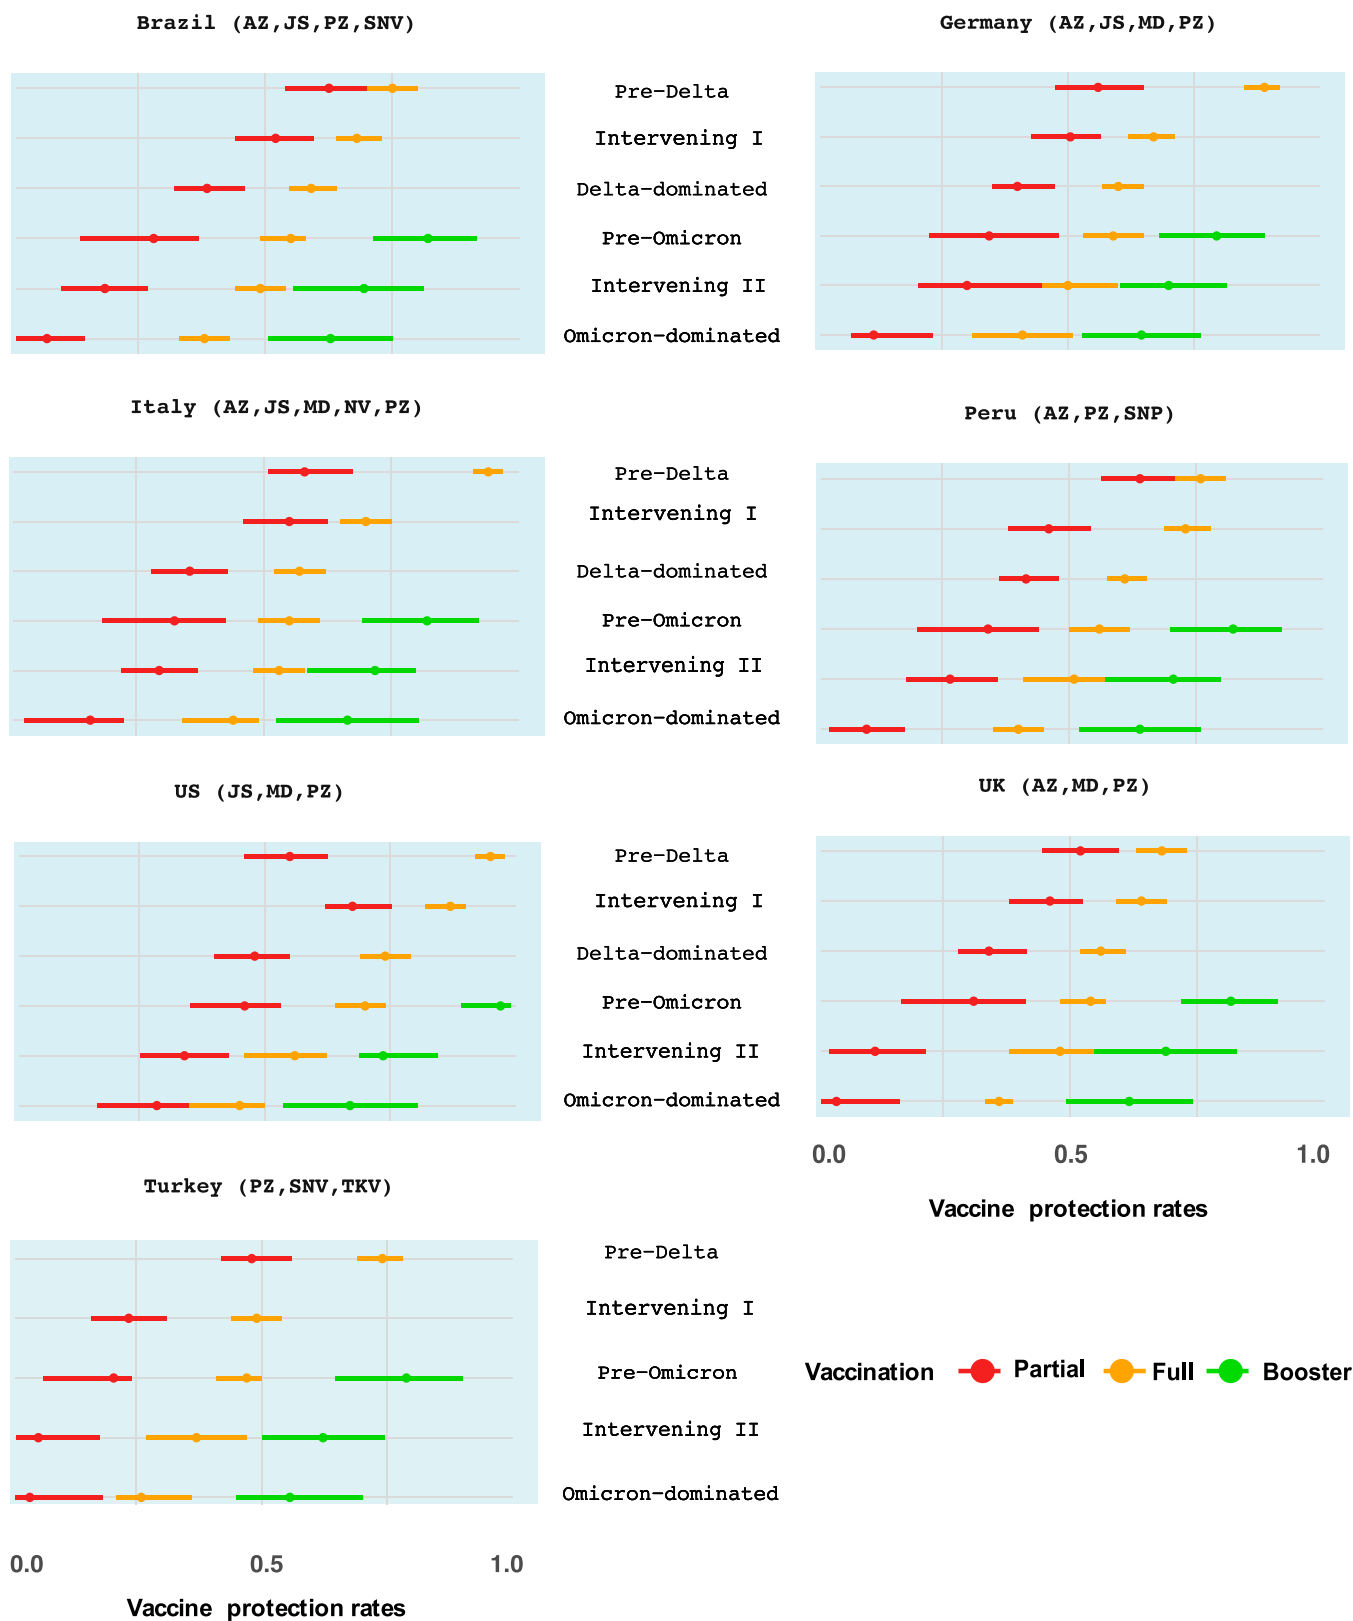 Brazil (AZ,JS,PZ,SNV)
Germany (AZ,JS,MD,PZ)
Pre-Delta
Intervening I
Delta-dominated
Pre-Omicron
Intervening II
Omicron-dominated
Italy (AZ,JS,MD,NV,PZ)
Peru (AZ,PZ,SNP)
Pre-Delta
Intervening I
Delta-dominated
Pre-Omicron
Intervening II
Omicron-dominated
US (JS,MD,PZ)
UK (AZ,MD,PZ)
Pre-Delta
Intervening I
Delta-dominated
Pre-Omicron
Intervening II
Omicron-dominated
0.0 0.5 1.0
Vaccine protection rates
Turkey (PZ,SNV,TKV)
Pre-Delta
Intervening I
Pre-Omicron
Intervening II
Omicron-dominated
Vaccination Partial Full Booster
0.0 0.5 1.0
Vaccine protection rates